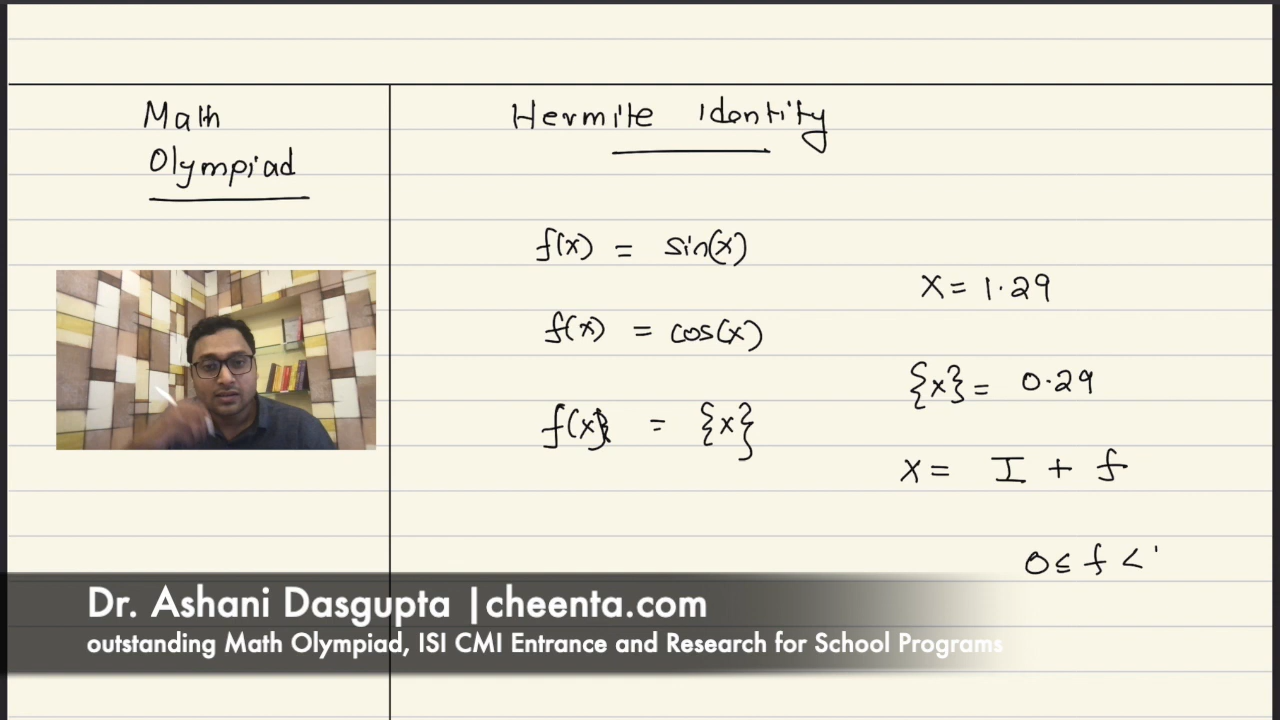 Math
Olympiad
Hermite Identity
f(x) = sin(x)
f(x) = cos(x)
f(x) = {x}
x = 1.29
{x} = 0.29
x = I + f
0 ≤ f <
Dr. Ashani Dasgupta | cheenta.com
outstanding Math Olympiad, ISI CMI Entrance and Research for School Programs